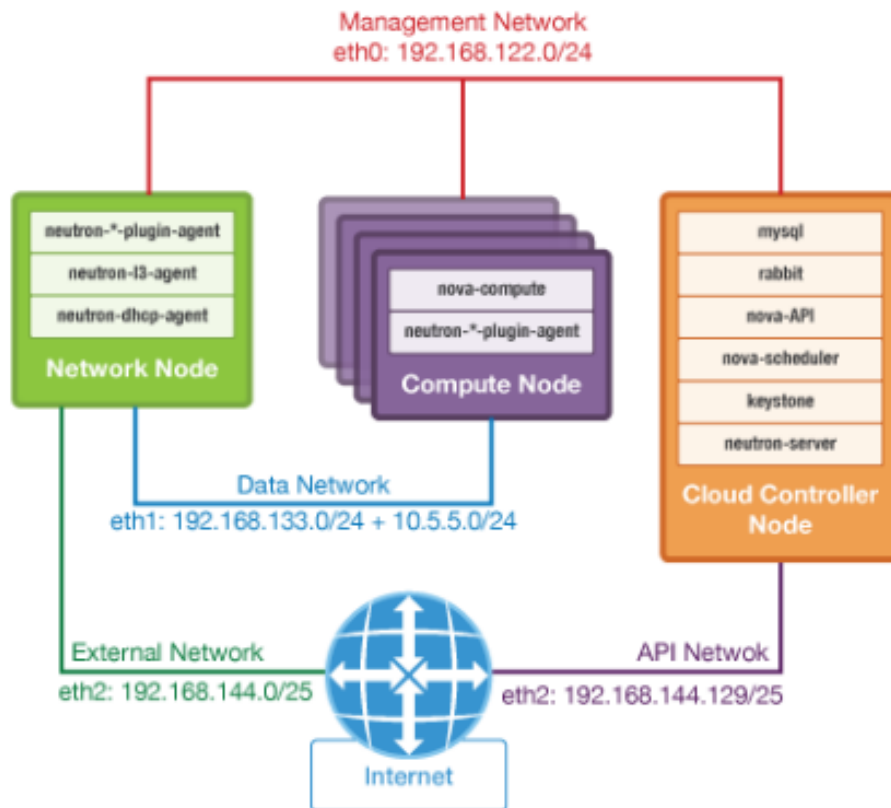 Management Network
eth0: 192.168.122.0/24
neutron-*-plugin-agent
neutron-l3-agent
neutron-dhcp-agent
Network Node
nova-compute
neutron-*-plugin-agent
Compute Node
mysql
rabbit
nova-API
nova-scheduler
keystone
neutron-server
Cloud Controller
Node
Data Network
eth1: 192.168.133.0/24 + 10.5.5.0/24
External Network
eth2: 192.168.144.0/25
API Netwok
eth2: 192.168.144.129/25
Internet